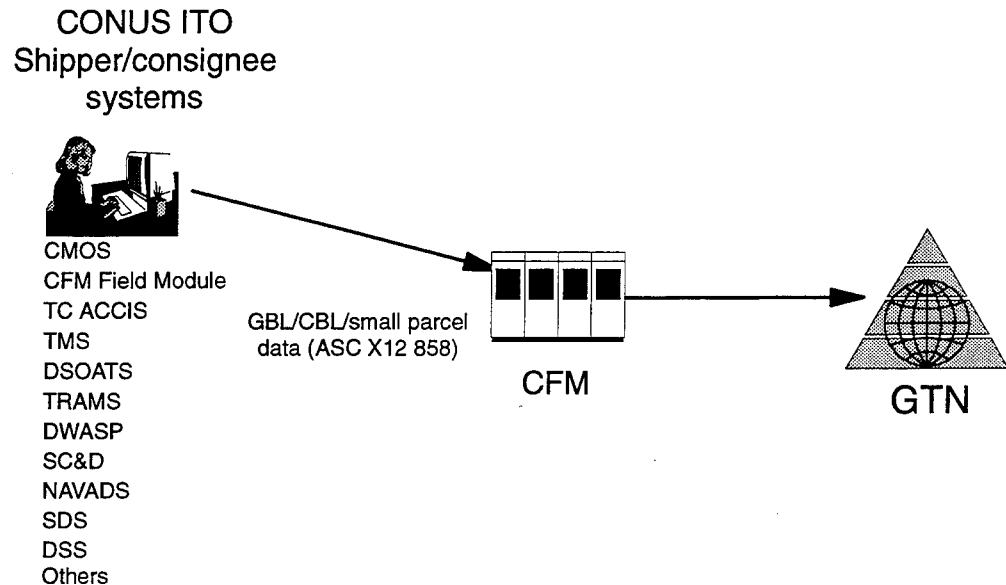 CONUS ITO
Shipper/consignee
systems
CMOS
CFM Field Module
TC ACCIS
TMS
DSOATS
TRAMS
DWASP
SC&D
NAVADS
SDS
DSS
Others
GBL/CBL/small parcel
data (ASC X12 858)
CFM
GTN